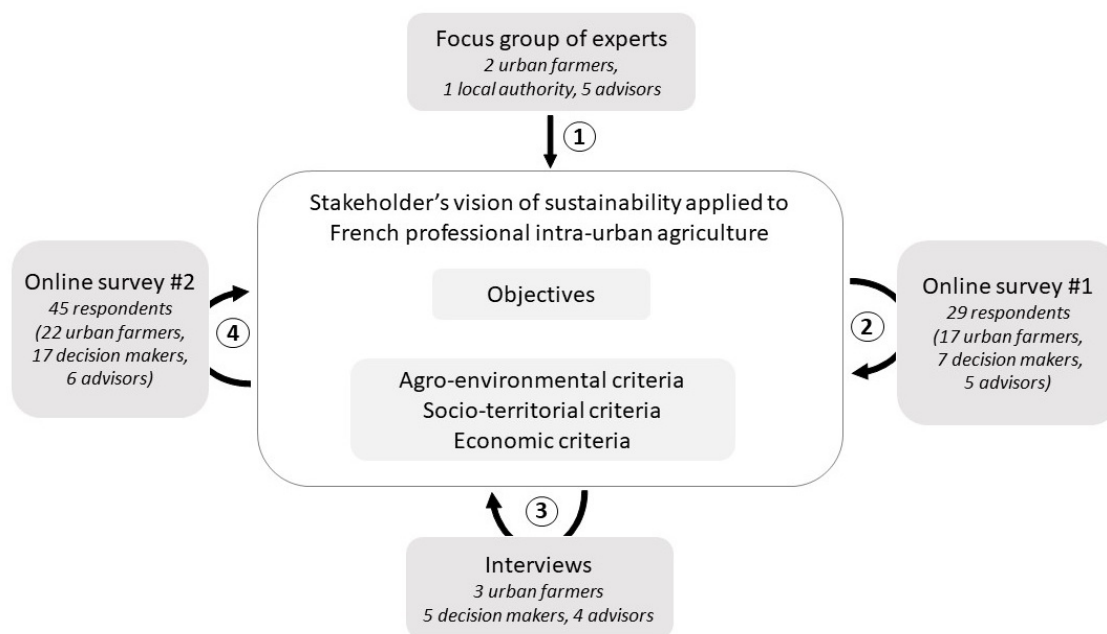 Focus group of experts
2 urban farmers,
1 local authority, 5 advisors
1
Stakeholder’s vision of sustainability applied to
French professional intra-urban agriculture
Objectives
Agro-environmental criteria
Socio-territorial criteria
Economic criteria
Online survey #1
29 respondents
(17 urban farmers,
7 decision makers,
5 advisors)
2
Interviews
3 urban farmers
5 decision makers, 4 advisors
3
Online survey #2
45 respondents
(22 urban farmers,
17 decision makers,
6 advisors)
4